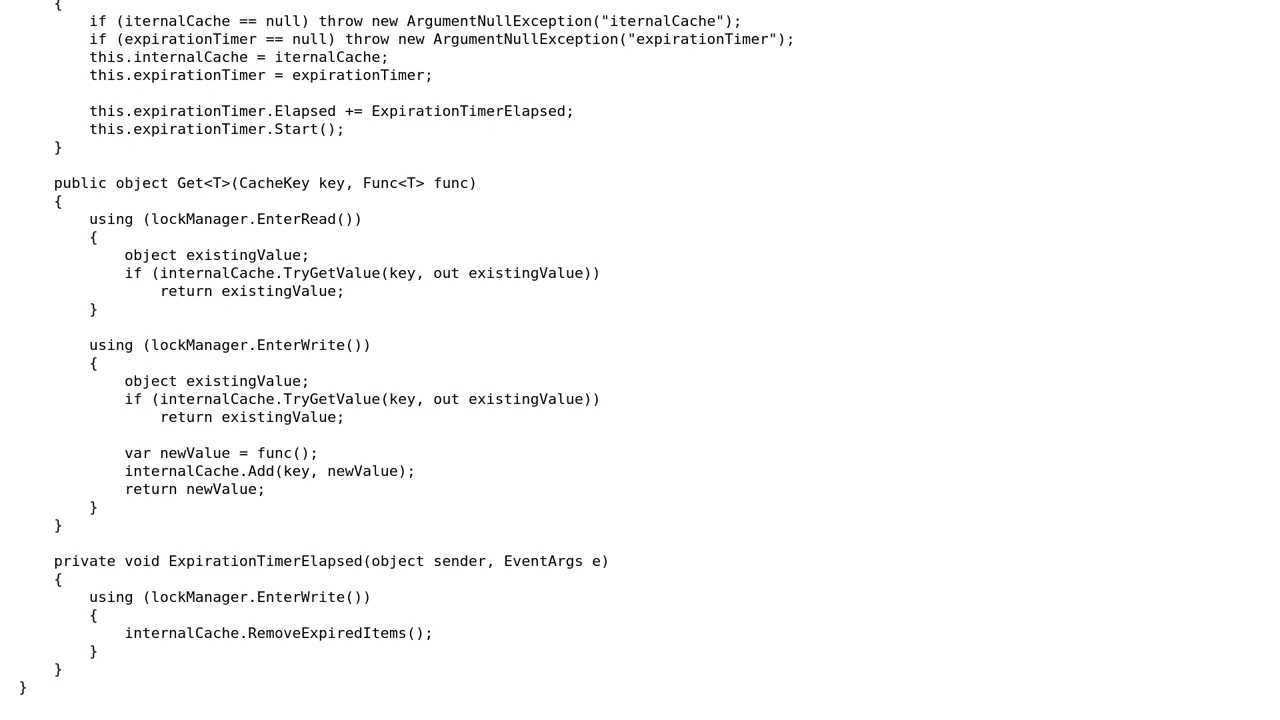 {
if (iternalCache == null) throw new ArgumentNullException("iternalCache");
if (expirationTimer == null) throw new ArgumentNullException("expirationTimer");
this.internalCache = iternalCache;
this.expirationTimer = expirationTimer;
this.expirationTimer.Elapsed += ExpirationTimerElapsed;
this.expirationTimer.Start();
}
public object Get<T>(CacheKey key, Func<T> func)
{
using (lockManager.EnterRead())
{
object existingValue;
if (internalCache.TryGetValue(key, out existingValue))
return existingValue;
}
using (lockManager.EnterWrite())
{
object existingValue;
if (internalCache.TryGetValue(key, out existingValue))
return existingValue;
var newValue = func();
internalCache.Add(key, newValue);
return newValue;
}
}
private void ExpirationTimerElapsed(object sender, EventArgs e)
{
using (lockManager.EnterWrite())
{
internalCache.RemoveExpiredItems();
}
}
}